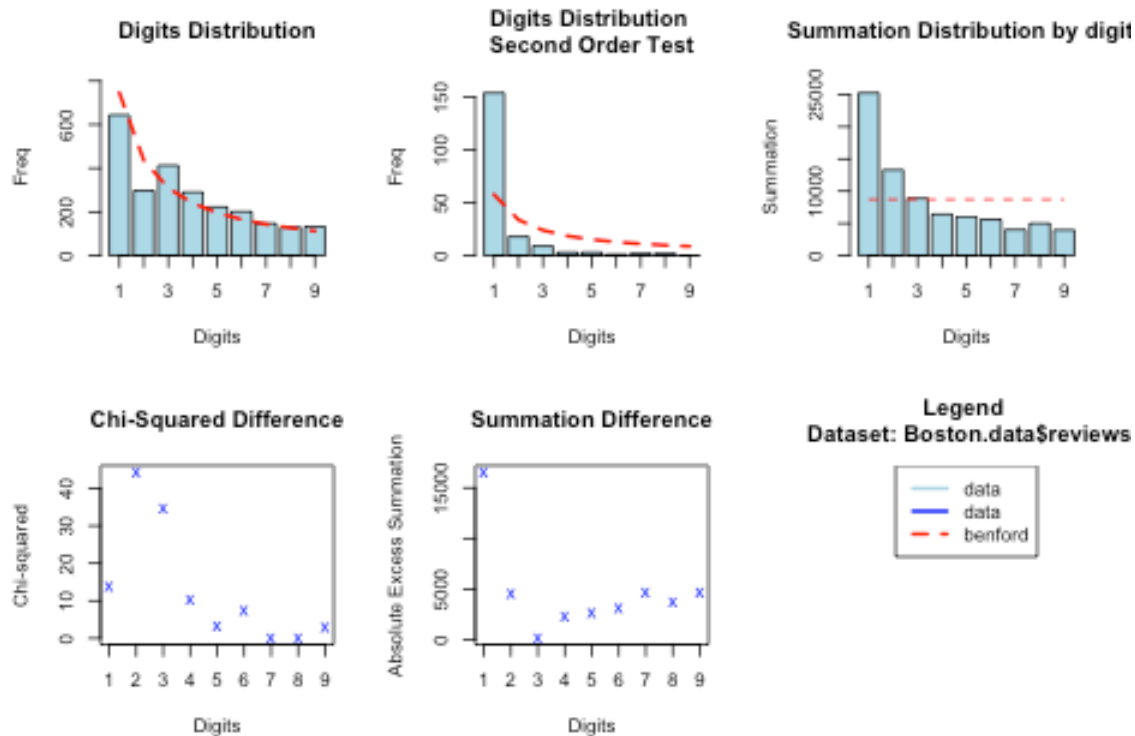 Digits Distribution
Freq
600
200
0
1 3 5 7 9
Digits
Digits Distribution
Second Order Test
Freq
150
100
50
0
1 3 5 7 9
Digits
Summation Distribution by digit
Summation
25000
10000
0
1 3 5 7 9
Digits
Chi-Squared Difference
Chi-squared
40
30
20
10
0
1 2 3 4 5 6 7 8 9
Digits
Summation Difference
Absolute Excess Summation
15000
5000
0
1 2 3 4 5 6 7 8 9
Digits
Legend
Dataset: Boston.data$reviews
data
data
benford